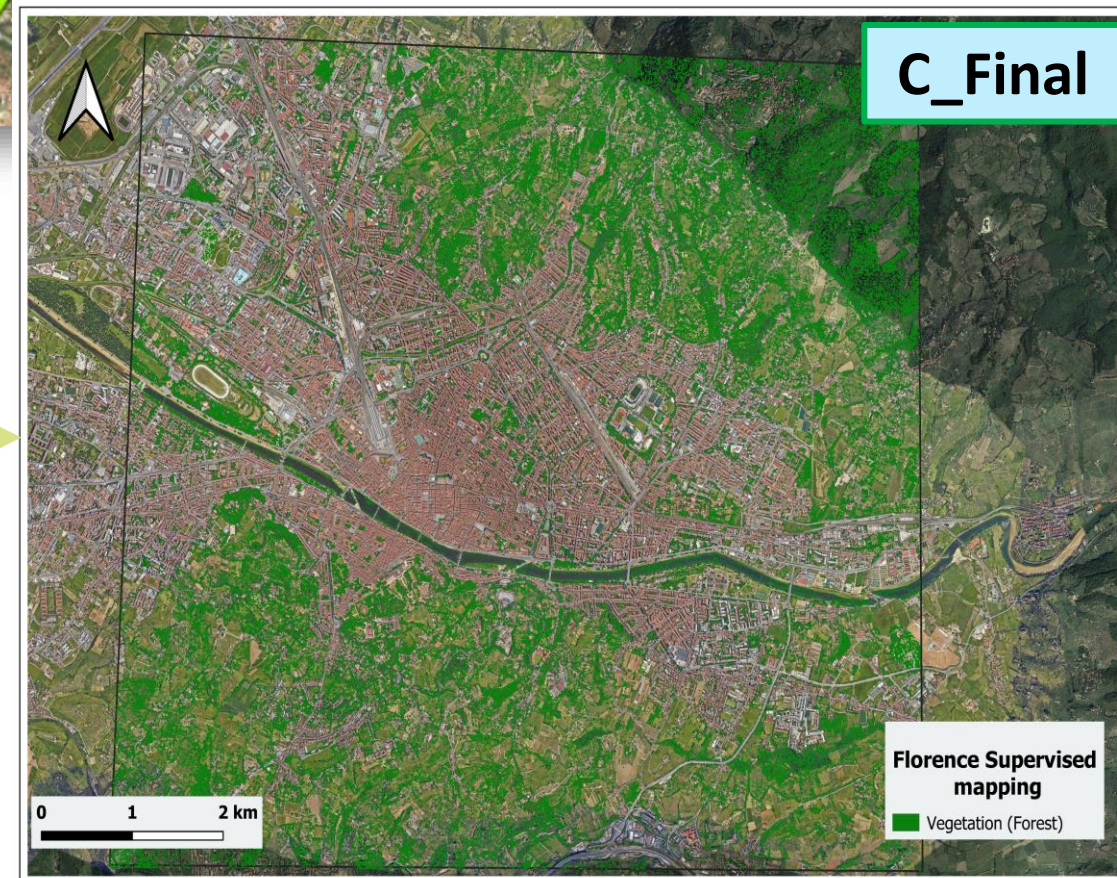 C_Final
0 1 2 km
Florence Supervised
mapping
Vegetation (Forest)